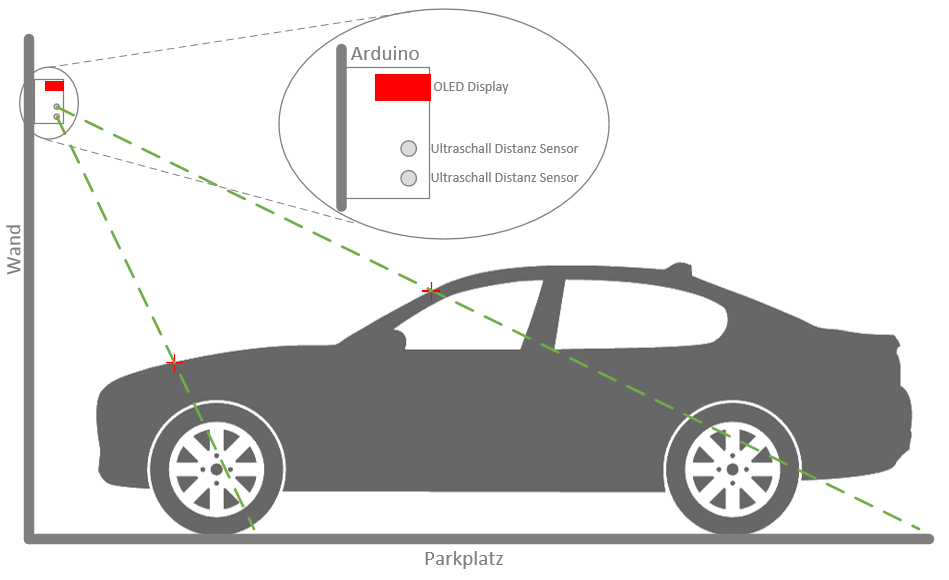 Arduino
OLED Display
Ultraschall Distanz Sensor
Ultraschall Distanz Sensor
Wand
Parkplatz